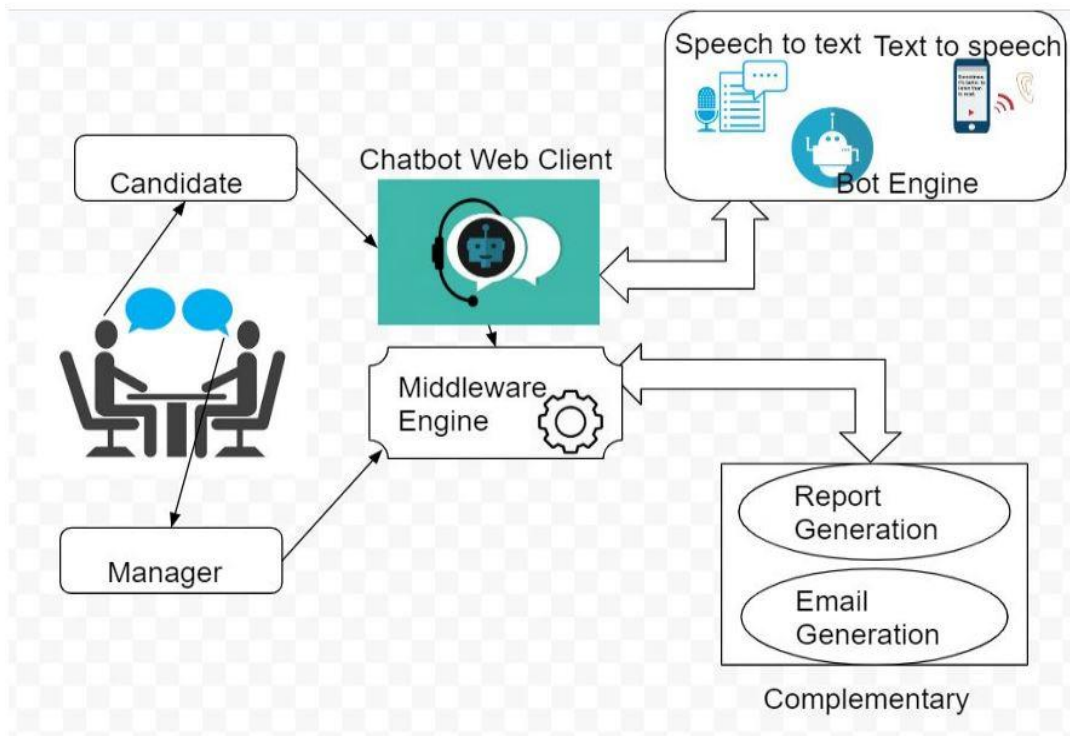 Speech to text
Text to speech
Bot Engine
Chatbot Web Client
Candidate
Middleware
Engine
Manager
Report
Generation
Email
Generation
Complementary